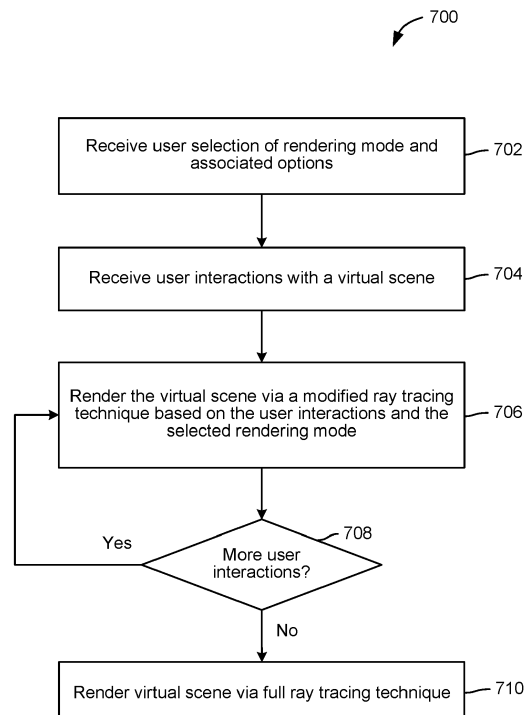 700
Receive user selection of rendering mode and
associated options
702
Receive user interactions with a virtual scene
704
Render the virtual scene via a modified ray tracing
technique based on the user interactions and the
selected rendering mode
706
708
Yes
More user
interactions?
No
Render virtual scene via full ray tracing technique
710